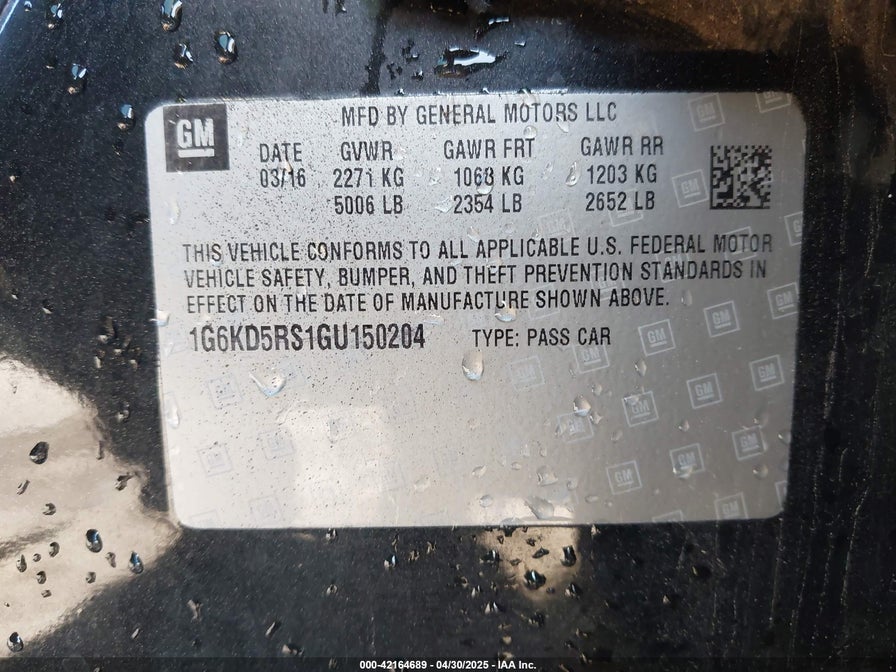 GM
MFD BY GENERAL MOTORS LLC
DATE GVWR GAWR FRT GAWR RR
03/16 2271 KG 1068 KG 1203 KG
5006 LB 2354 LB 2652 LB
THIS VEHICLE CONFORMS TO ALL APPLICABLE U.S. FEDERAL MOTOR
VEHICLE SAFETY, BUMPER, AND THEFT PREVENTION STANDARDS IN
EFFECT ON THE DATE OF MANUFACTURE SHOWN ABOVE.
1G6KD5RS1GU150204 TYPE: PASS CAR
000-42164689 - 04/30/2025 - IAA Inc.